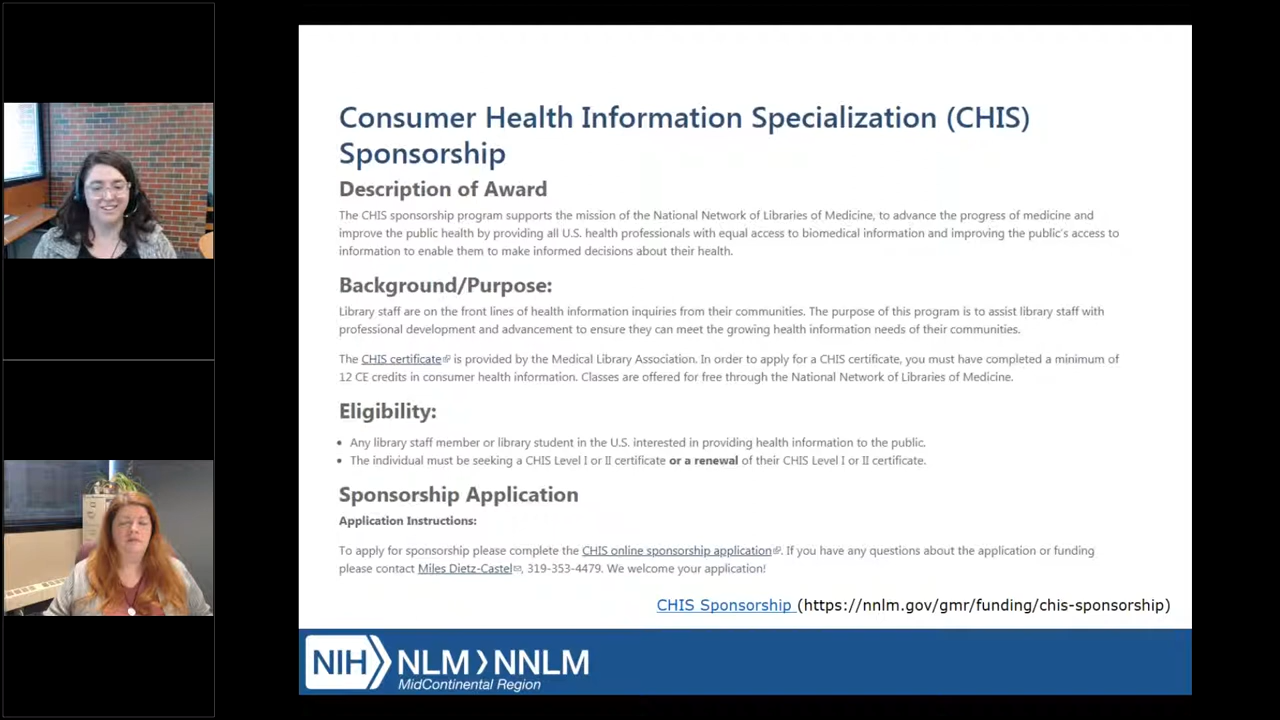 Consumer Health Information Specialization (CHIS)
Sponsorship
Description of Award
The CHIS sponsorship program supports the mission of the National Network of Libraries of Medicine, to advance the progress of medicine and
improve the public health by providing all U.S. health professionals with equal access to biomedical information and improving the public's access to
information to enable them to make informed decisions about their health.
Background/Purpose:
Library staff are on the front lines of health information inquiries from their communities. The purpose of this program is to assist library staff with
professional development and advancement to ensure they can meet the growing health information needs of their communities.
The CHIS certificate is provided by the Medical Library Association. In order to apply for a CHIS certificate, you must have completed a minimum of
12 CE credits in consumer health information. Classes are offered for free through the National Network of Libraries of Medicine.
Eligibility:
• Any library staff member or library student in the U.S. interested in providing health information to the public.
• The individual must be seeking a CHIS Level I or II certificate or a renewal of their CHIS Level I or II certificate.
Sponsorship Application
Application Instructions:
To apply for sponsorship please complete the CHIS online sponsorship application. If you have any questions about the application or funding
please contact Miles Dietz-Castel, 319-353-4479. We welcome your application!
CHIS Sponsorship (https://nnlm.gov/gmr/funding/chis-sponsorship)
NIH NLM NNLM
MidContinental Region